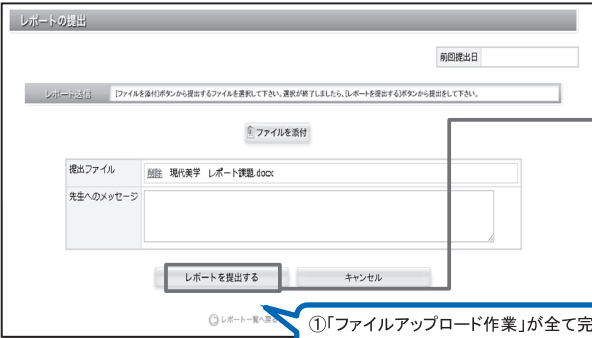 レポートの提出
前回提出日
レポート送信 [ファイルを添付]ボタンから提出するファイルを選択して下さい。選択が終了しましたら、[レポートを提出する]ボタンから提出をして下さい。
ファイルを添付
提出ファイル 削除 現代美学 レポート課題.docx
先生へのメッセージ
レポートを提出する キャンセル
レポート一覧へ戻
①「ファイルアップロード作業」が全て完